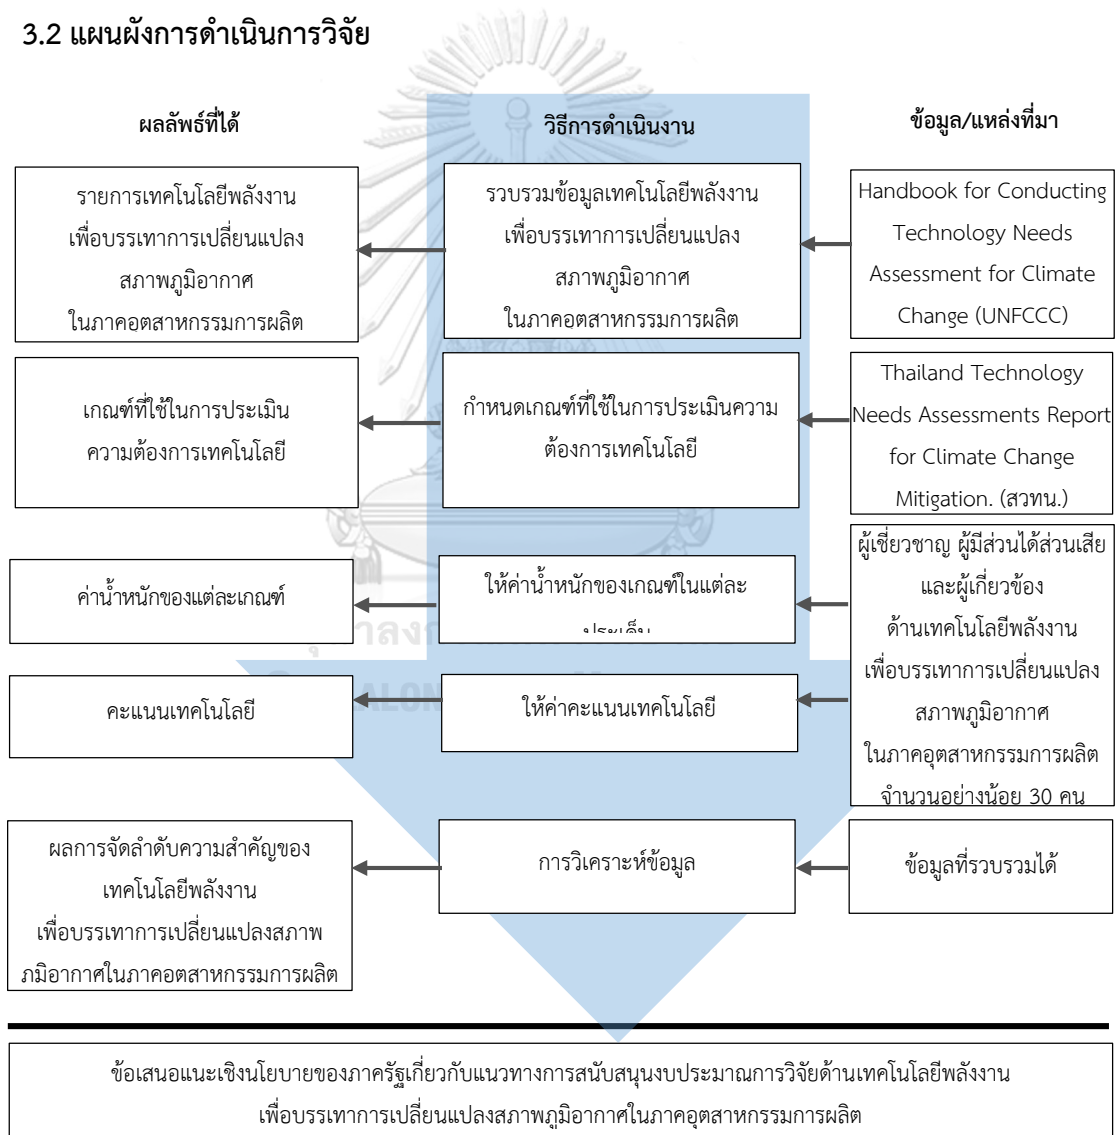 3.2 แผนผังการดำเนินการวิจัย
ผลลัพธ์ที่ได้
วิธีการดำเนินงาน
ข้อมูล/แหล่งที่มา
รายการเทคโนโลยีพลังงาน
เพื่อบรรเทาการเปลี่ยนแปลง
สภาพภูมิอากาศ
ในภาคอตสาหกรรมการผลิต
รวบรวมข้อมูลเทคโนโลยีพลังงาน
เพื่อบรรเทาการเปลี่ยนแปลง
สภาพภูมิอากาศ
ในภาคอตสาหกรรมการผลิต
Handbook for Conducting
Technology Needs
Assessment for Climate
Change (UNFCCC)
เกณฑ์ที่ใช้ในการประเมิน
ความต้องการเทคโนโลยี
กำหนดเกณฑ์ที่ใช้ในการประเมินความ
ต้องการเทคโนโลยี
Thailand Technology
Needs Assessments Report
for Climate Change
Mitigation. (สวทน.)
ค่าน้ำหนักของแต่ละเกณฑ์
ให้ค่าน้ำหนักของเกณฑ์ในแต่ละ
ประเด็น
ผู้เชี่ยวชาญ ผู้มีส่วนได้ส่วนเสีย
และผู้เกี่ยวข้อง
ด้านเทคโนโลยีพลังงาน
เพื่อบรรเทาการเปลี่ยนแปลง
สภาพภูมิอากาศ
ในภาคอุตสาหกรรมการผลิต
จำนวนอย่างน้อย 30 คน
คะแนนเทคโนโลยี
ให้ค่าคะแนนเทคโนโลยี
ผลการจัดลำดับความสำคัญของ
เทคโนโลยีพลังงาน
เพื่อบรรเทาการเปลี่ยนแปลงสภาพ
ภมิอากาศในภาคอตสาหกรรมการผลิต
การวิเคราะห์ข้อมูล
ข้อมูลที่รวบรวมได้
ข้อเสนอแนะเชิงนโยบายของภาครัฐเกี่ยวกับแนวทางการสนับสนุนงบประมาณการวิจัยด้านเทคโนโลยีพลังงาน
เพื่อบรรเทาการเปลี่ยนแปลงสภาพภูมิอากาศในภาคอุตสาหกรรมการผลิต